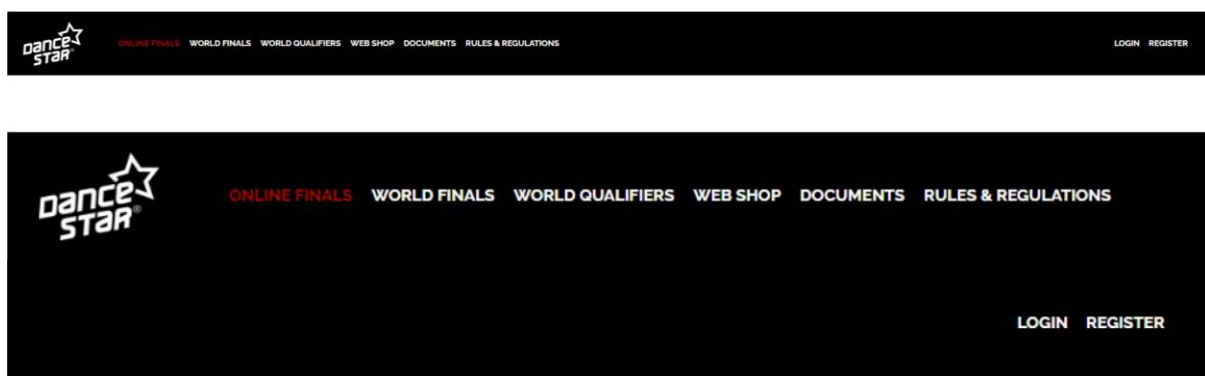 Dance STAR® ONLINE FINALS WORLD FINALS WORLD QUALIFIERS WEB SHOP DOCUMENTS RULES & REGULATIONS LOGIN REGISTER
Dance STAR® ONLINE FINALS WORLD FINALS WORLD QUALIFIERS WEB SHOP DOCUMENTS RULES & REGULATIONS
LOGIN REGISTER